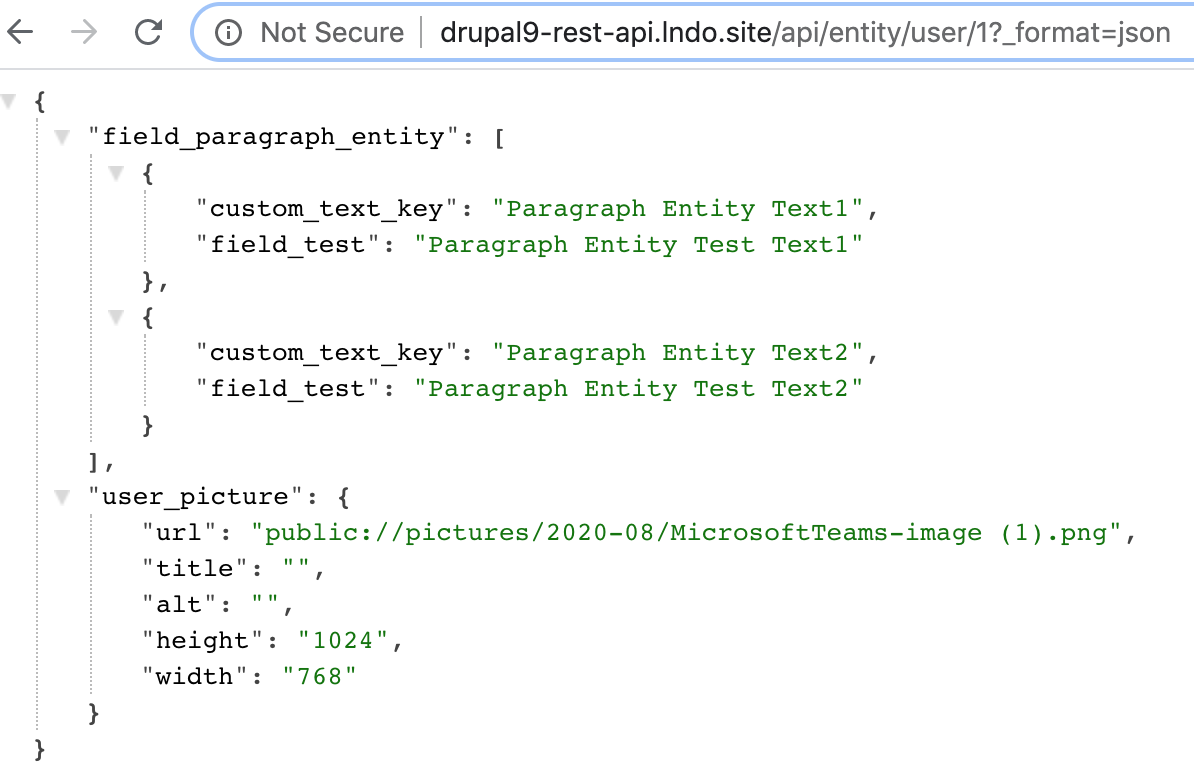 Not Secure | drupal9-rest-api.lndo.site/api/entity/user/1?_format=json
{
"field_paragraph_entity": [
{
"custom_text_key": "Paragraph Entity Text1",
"field_test": "Paragraph Entity Test Text1"
},
{
"custom_text_key": "Paragraph Entity Text2",
"field_test": "Paragraph Entity Test Text2"
}
],
"user_picture": {
"url": "public://pictures/2020-08/MicrosoftTeams-image (1).png",
"title": "",
"alt": "",
"height": "1024",
"width": "768"
}
}